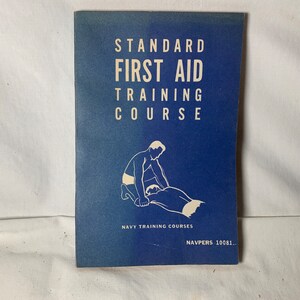 STANDARD
FIRST AID
TRAINING
COURSE
NAVY TRAINING COURSES
NAVPERS 10081